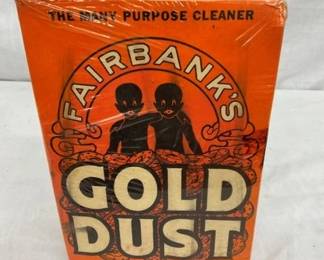 THE MANY PURPOSE CLEANER
FAIRBANK'S
GOLD
DUST